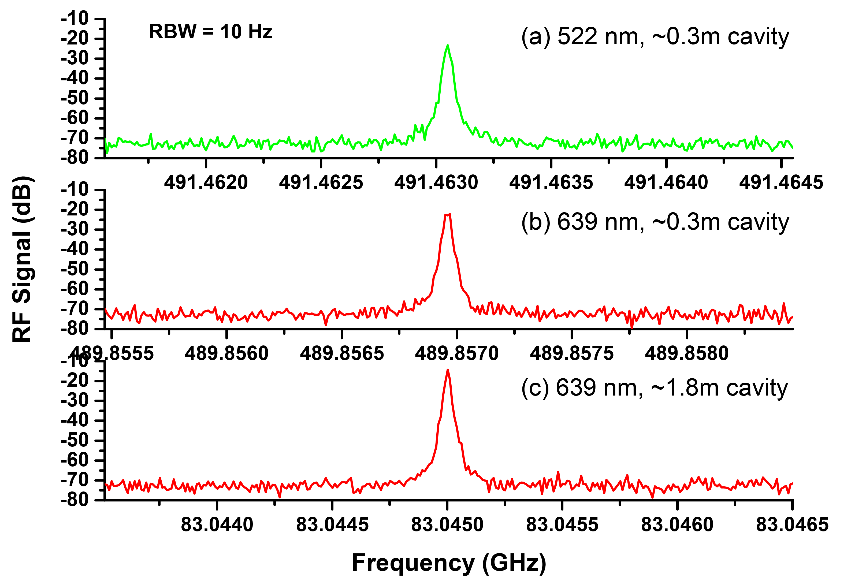 RF Signal (dB)
RBW = 10 Hz
(a) 522 nm, ~0.3m cavity
-10
-20
-30
-40
-50
-60
-70
-80
491.4620 491.4625 491.4630 491.4635 491.4640 491.4645
(b) 639 nm, ~0.3m cavity
-10
-20
-30
-40
-50
-60
-70
-80
489.8555 489.8560 489.8565 489.8570 489.8575 489.8580
(c) 639 nm, ~1.8m cavity
-10
-20
-30
-40
-50
-60
-70
-80
83.0440 83.0445 83.0450 83.0455 83.0460 83.0465
Frequency (GHz)